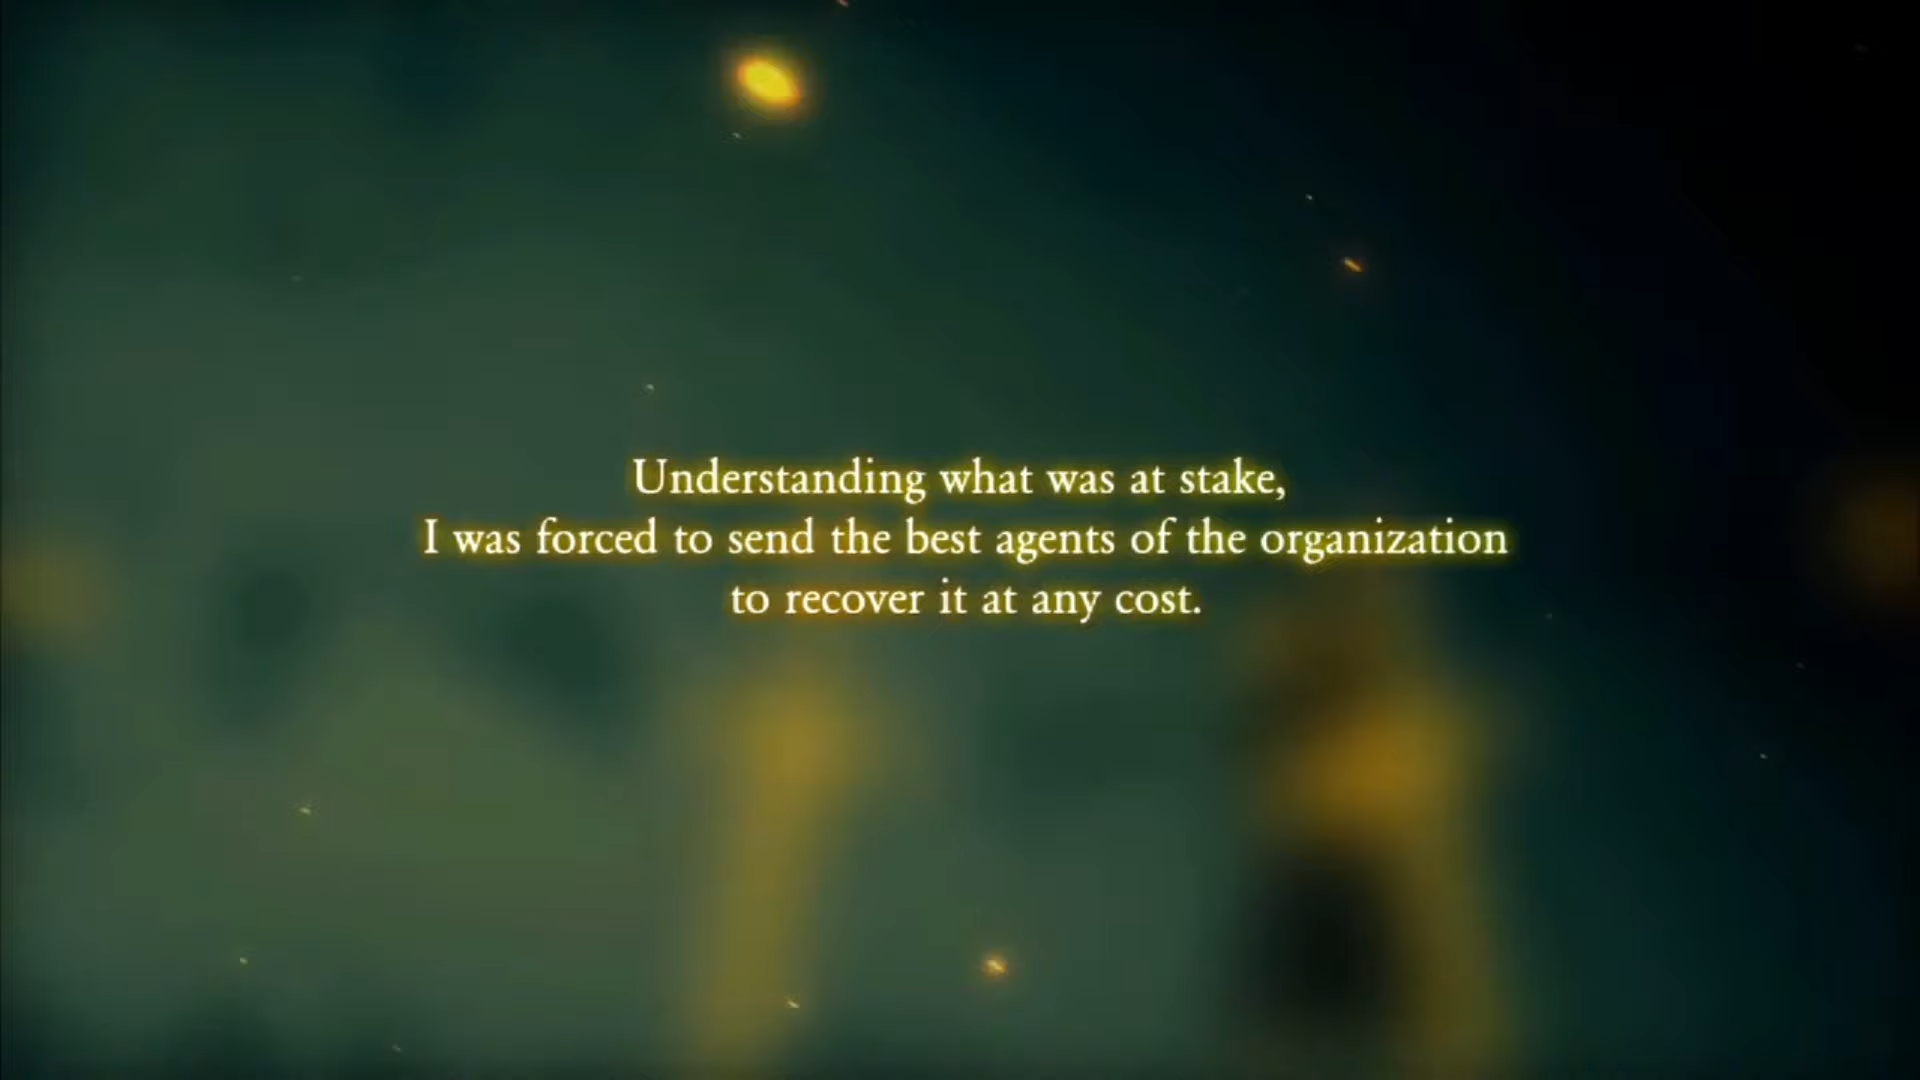 Understanding what was at stake,
I was forced to send the best agents of the organization
to recover it at any cost.